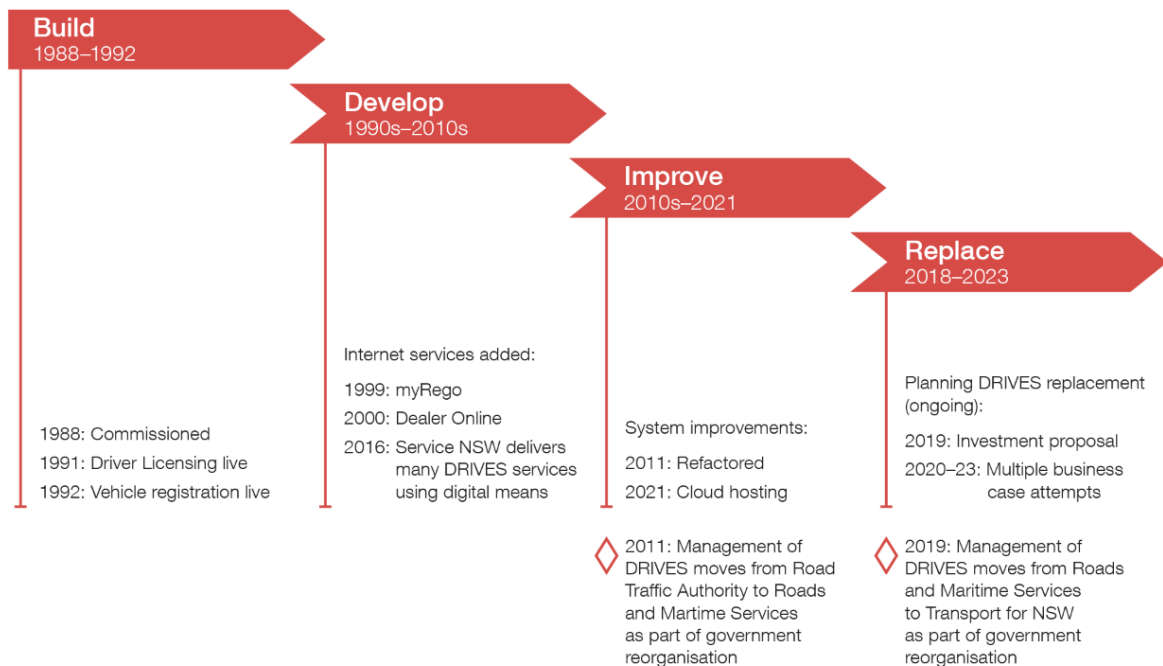 Build
1988–1992
Develop
1990s–2010s
Improve
2010s–2021
Replace
2018–2023
1988: Commissioned
1991: Driver Licensing live
1992: Vehicle registration live
Internet services added:
1999: myRego
2000: Dealer Online
2016: Service NSW delivers
many DRIVES services
using digital means
System improvements:
2011: Refactored
2021: Cloud hosting
2011: Management of
DRIVES moves from Road
Traffic Authority to Roads
and Martime Services
as part of government
reorganisation
Planning DRIVES replacement
(ongoing):
2019: Investment proposal
2020–23: Multiple business
case attempts
2019: Management of
DRIVES moves from Roads
and Maritime Services
to Transport for NSW
as part of government
reorganisation